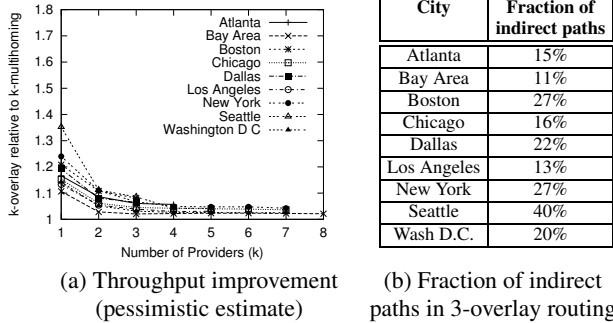 k-overlay relative to k-multihoming
1.8
1.7
1.6
1.5
1.4
1.3
1.2
1.1
1
1 2 3 4 5 6 7 8
Number of Providers (k)
Atlanta
Bay Area
Boston
Chicago
Dallas
Los Angeles
New York
Seattle
Washington D C
(a) Throughput improvement
(pessimistic estimate)
City Fraction of
indirect paths
Atlanta 15%
Bay Area 11%
Boston 27%
Chicago 16%
Dallas 22%
Los Angeles 13%
New York 27%
Seattle 40%
Wash D.C. 20%
(b) Fraction of indirect
paths in 3-overlay routing